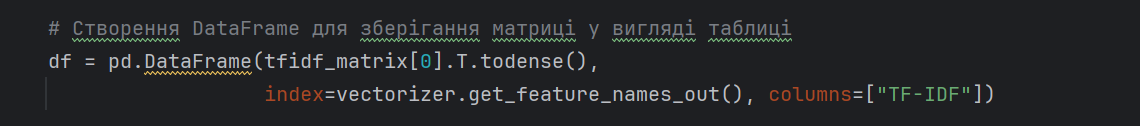 # Створення DataFrame для зберігання матриці у вигляді таблиці
df = pd.DataFrame(tfidf_matrix[0].T.todense(),
index=vectorizer.get_feature_names_out(), columns=["TF-IDF"])